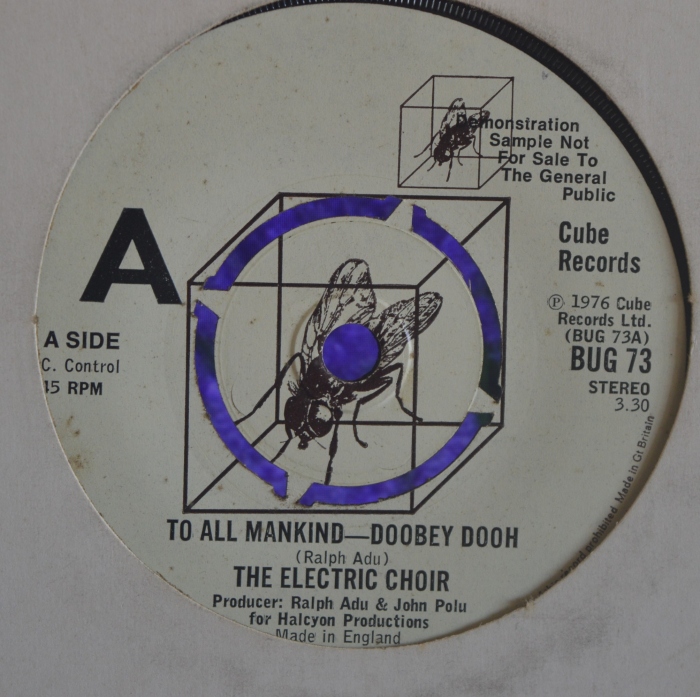 Demonstration
Sample Not
For Sale To
The General
Public
Cube
Records
A
A SIDE
C. Control
45 RPM
℗ 1976 Cube
Records Ltd.
(BUG 73A)
BUG 73
STEREO
3.30
TO ALL MANKIND—DOOBEY DOOH
(Ralph Adu)
THE ELECTRIC CHOIR
Producer: Ralph Adu & John Polu
for Halcyon Productions
Made in England
prohibited. Made in Gt Britain